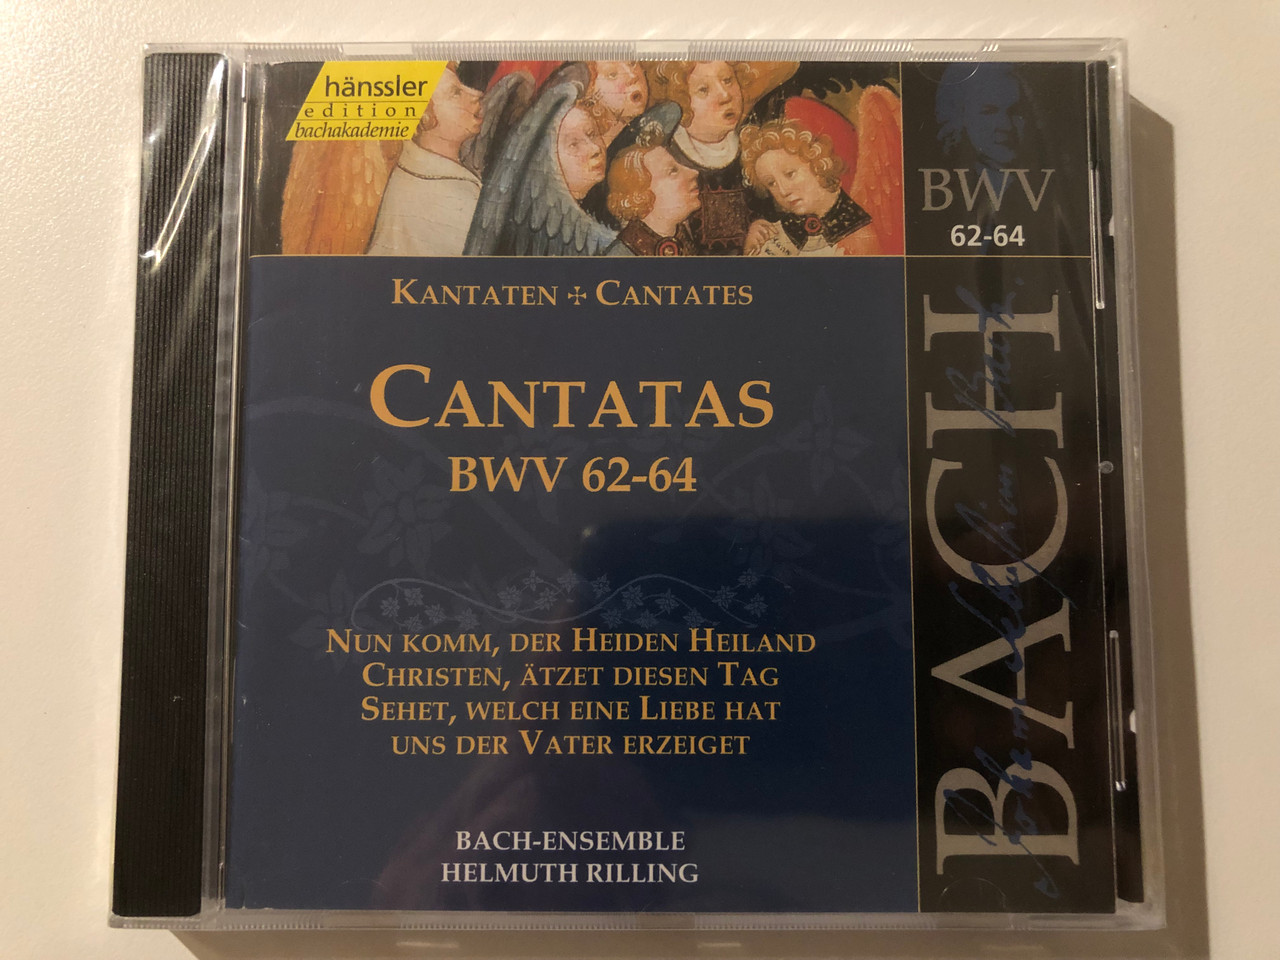 hänssler
edition
bachakademie
BWV
62-64
KANTATEN ✢ CANTATES
CANTATAS
BWV 62-64
NUN KOMM, DER HEIDEN HEILAND
CHRISTEN, ÄTZET DIESEN TAG
SEHET, WELCH EINE LIEBE HAT
UNS DER VATER ERZEIGET
BACH-ENSEMBLE
HELMUTH RILLING
BACH